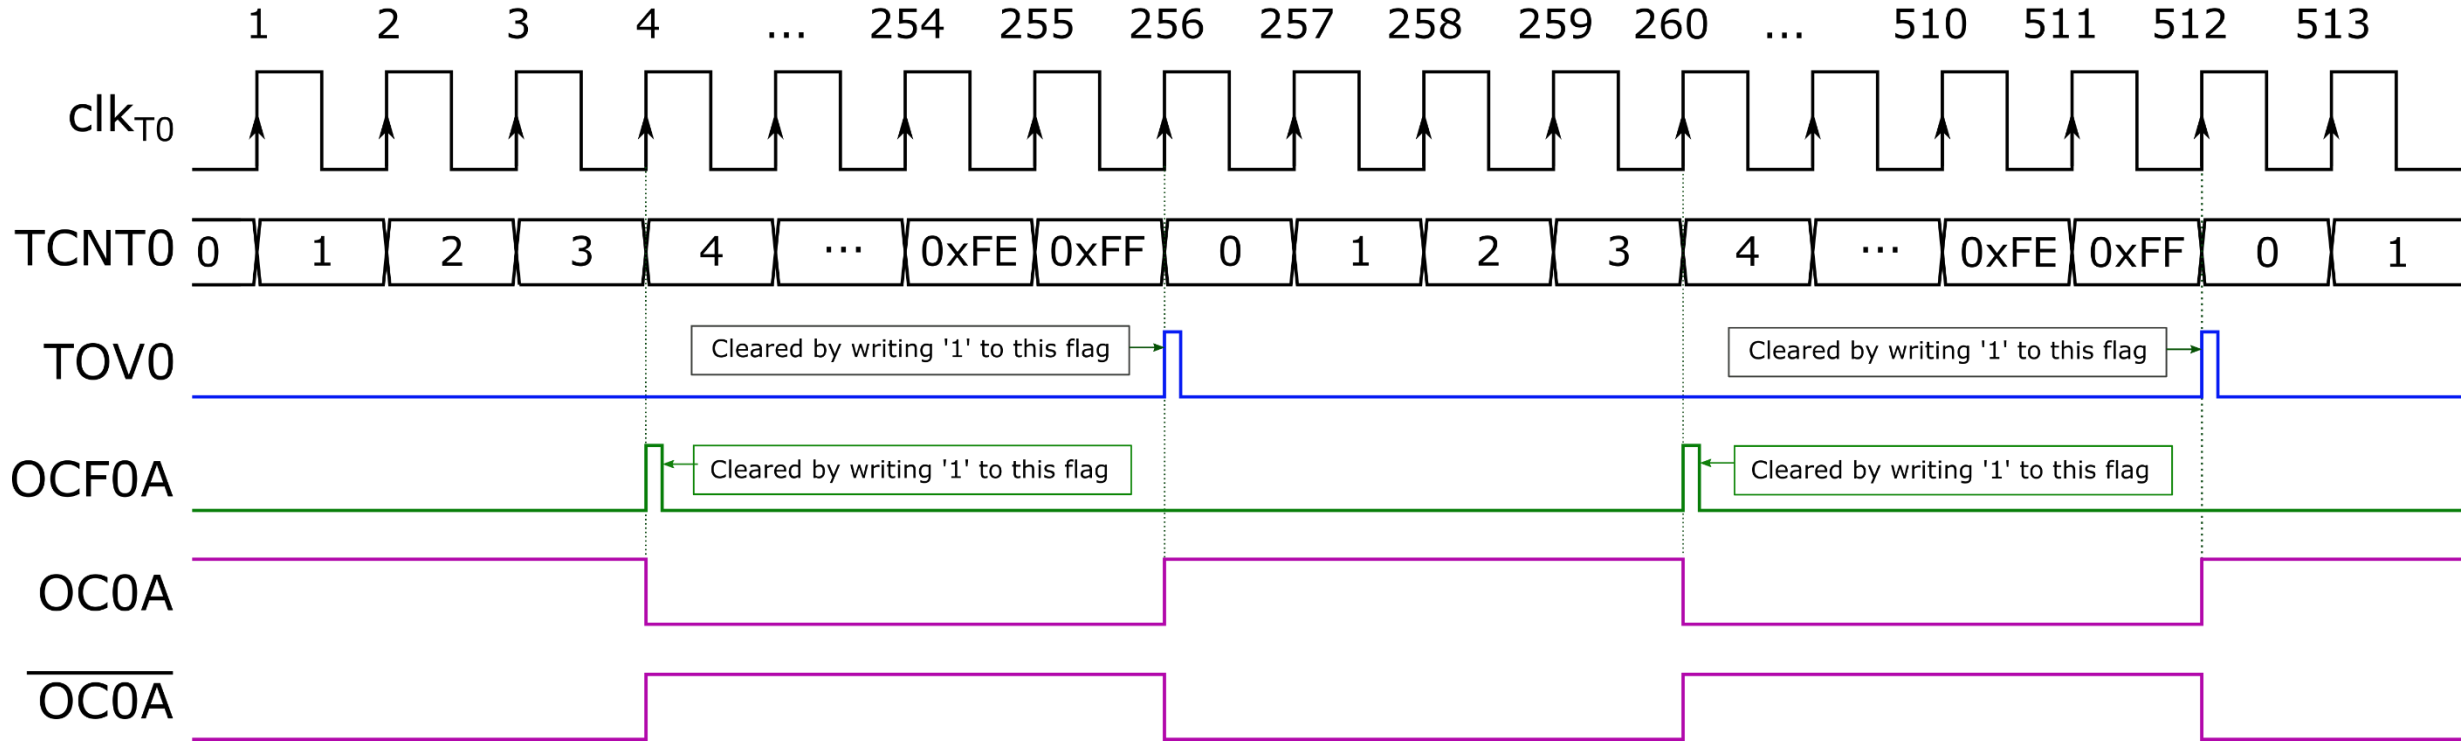 1 2 3 4 ... 254 255 256 257 258 259 260 ... 510 511 512 513
clkT0
TCNT0 0 1 2 3 4 ... 0xFE 0xFF 0 1 2 3 4 ... 0xFE 0xFF 0 1
TOV0 Cleared by writing '1' to this flag Cleared by writing '1' to this flag
OCF0A Cleared by writing '1' to this flag Cleared by writing '1' to this flag
OC0A
OC0A